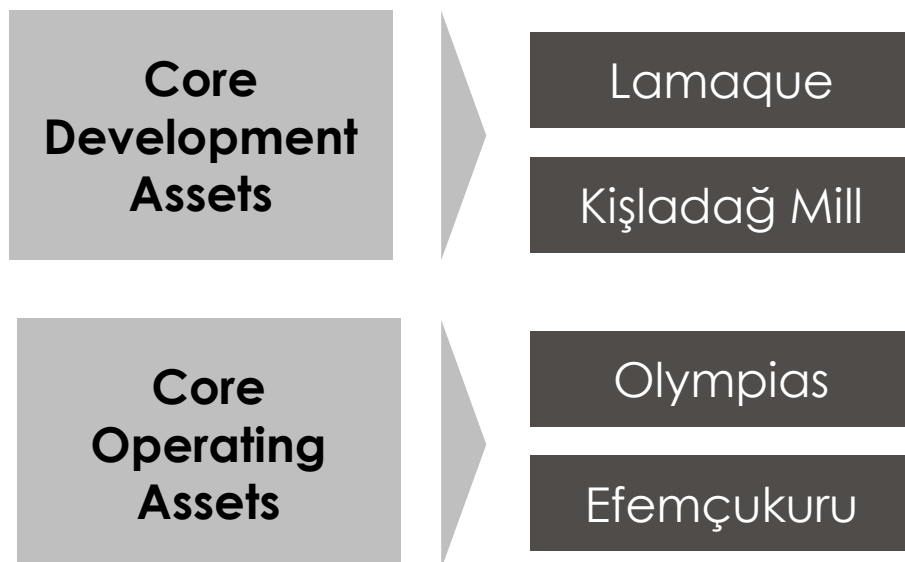 Core
Development
Assets
Lamaque
Kişladağ Mill
Core
Operating
Assets
Olympias
Efemçukuru